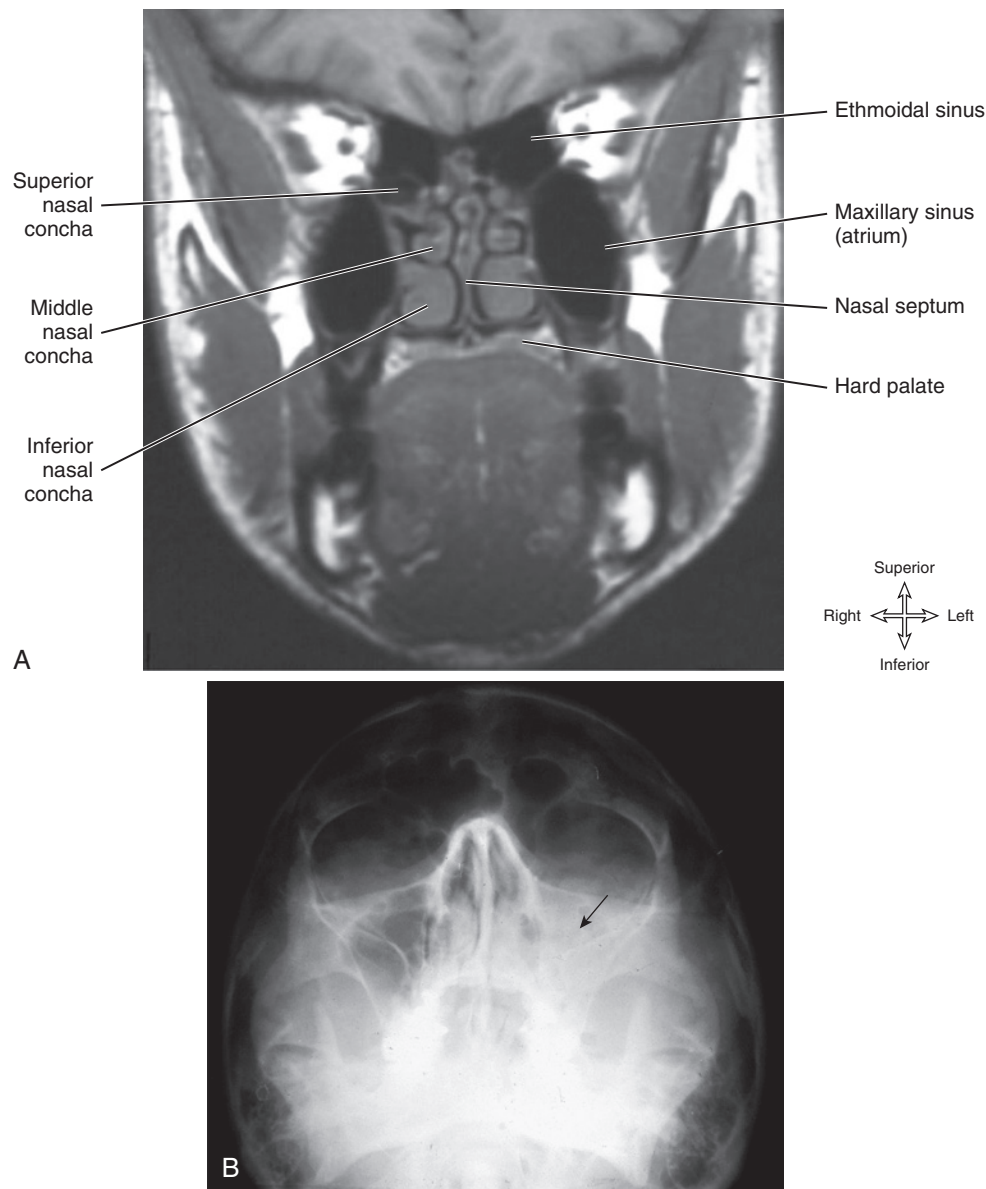 Superior
nasal
concha
Middle
nasal
concha
Inferior
nasal
concha
Ethmoidal sinus
Maxillary sinus
(atrium)
Nasal septum
Hard palate
Superior
Right
Left
Inferior
A
B